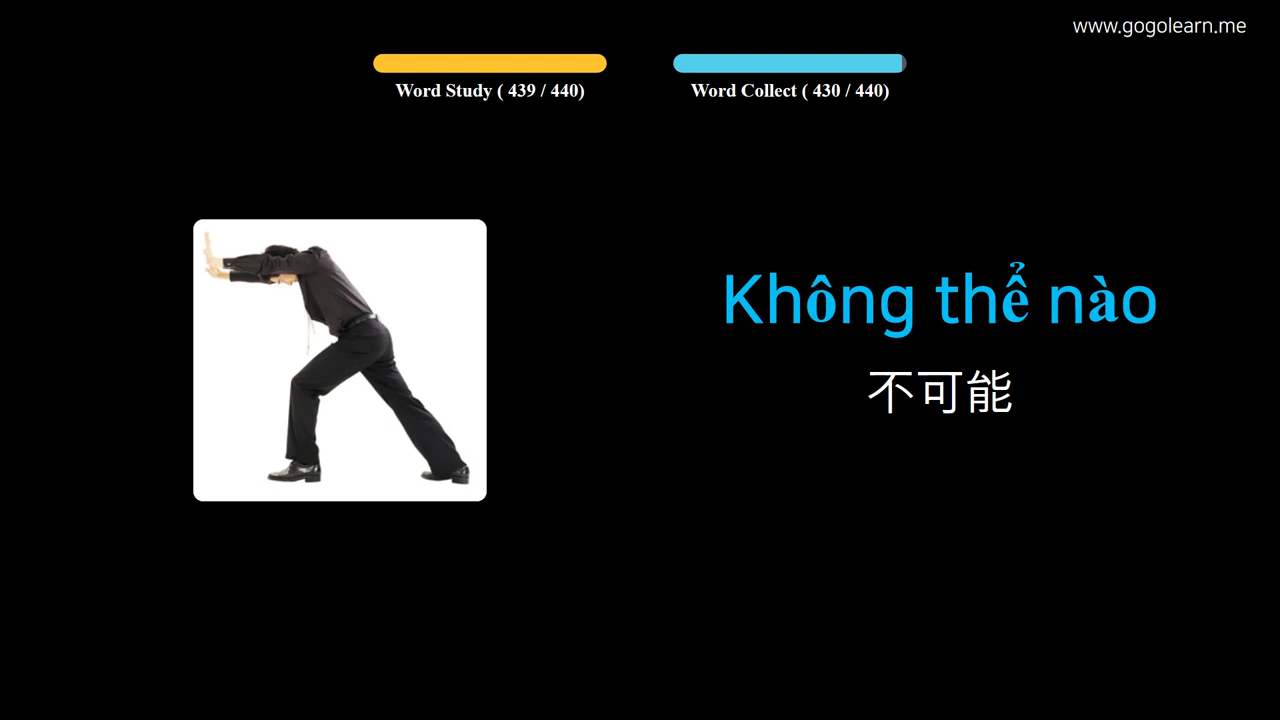 www.gogolearn.me
Word Study ( 439 / 440)
Word Collect ( 430 / 440)
Không thể nào
不可能